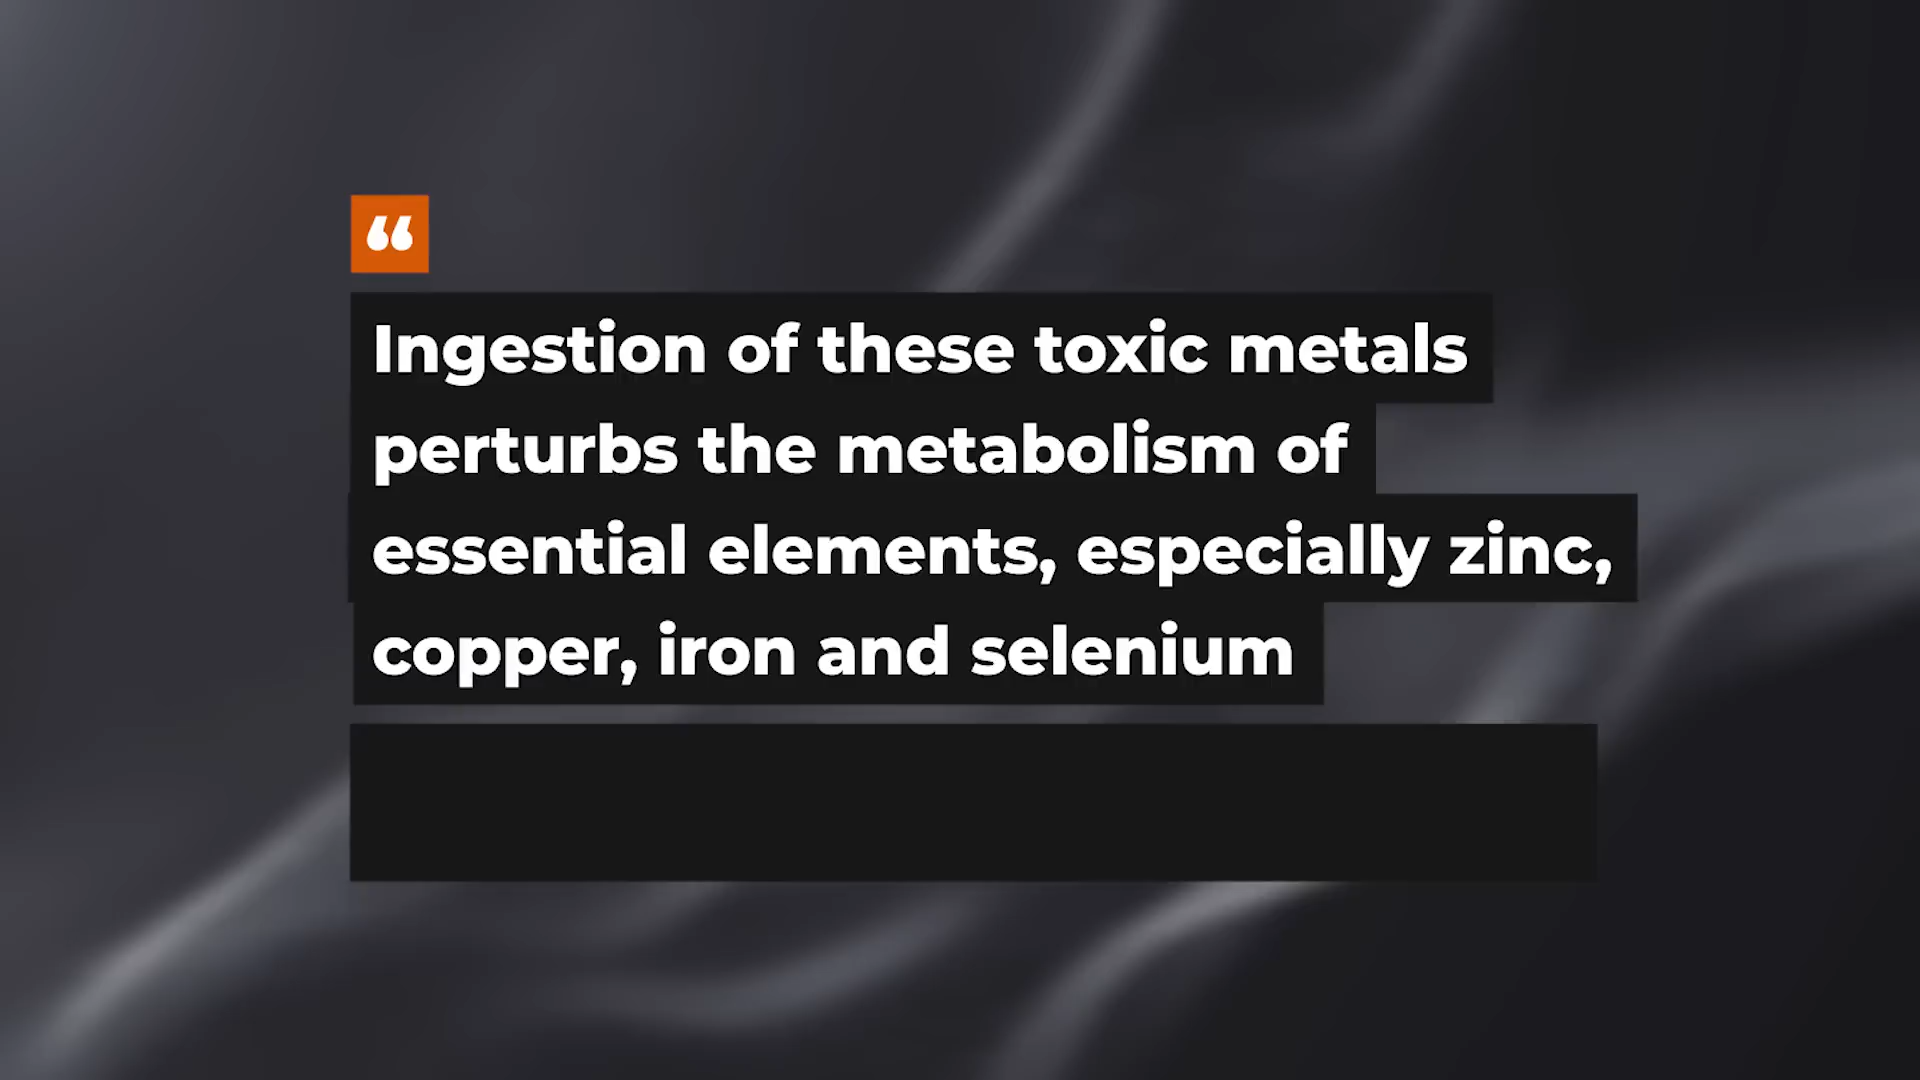 “
Ingestion of these toxic metals
perturbs the metabolism of
essential elements, especially zinc,
copper, iron and selenium